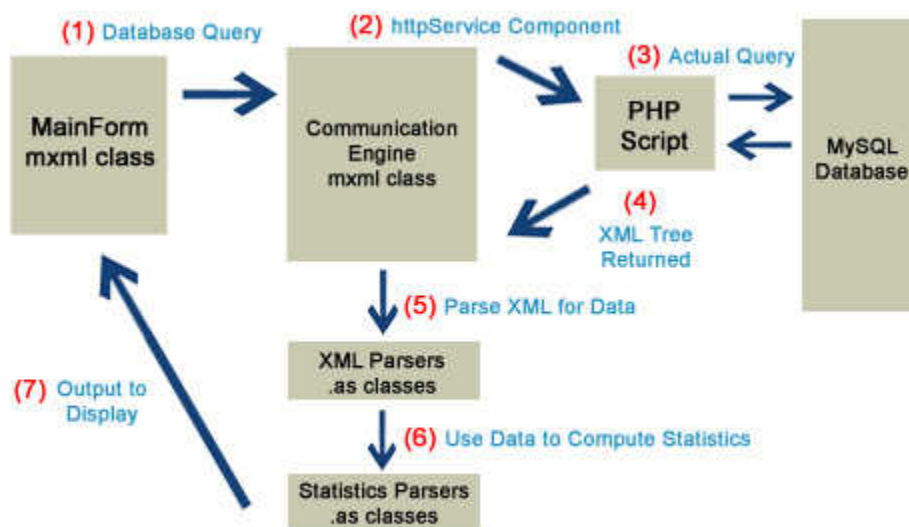 (1) Database Query
(2) httpService Component
(3) Actual Query
MainForm
mxml class
Communication
Engine
mxml class
PHP
Script
MySQL
Database
(4)
XML Tree
Returned
(5) Parse XML for Data
XML Parsers
.as classes
(6) Use Data to Compute Statistics
(7) Output to
Display
Statistics Parsers
.as classes